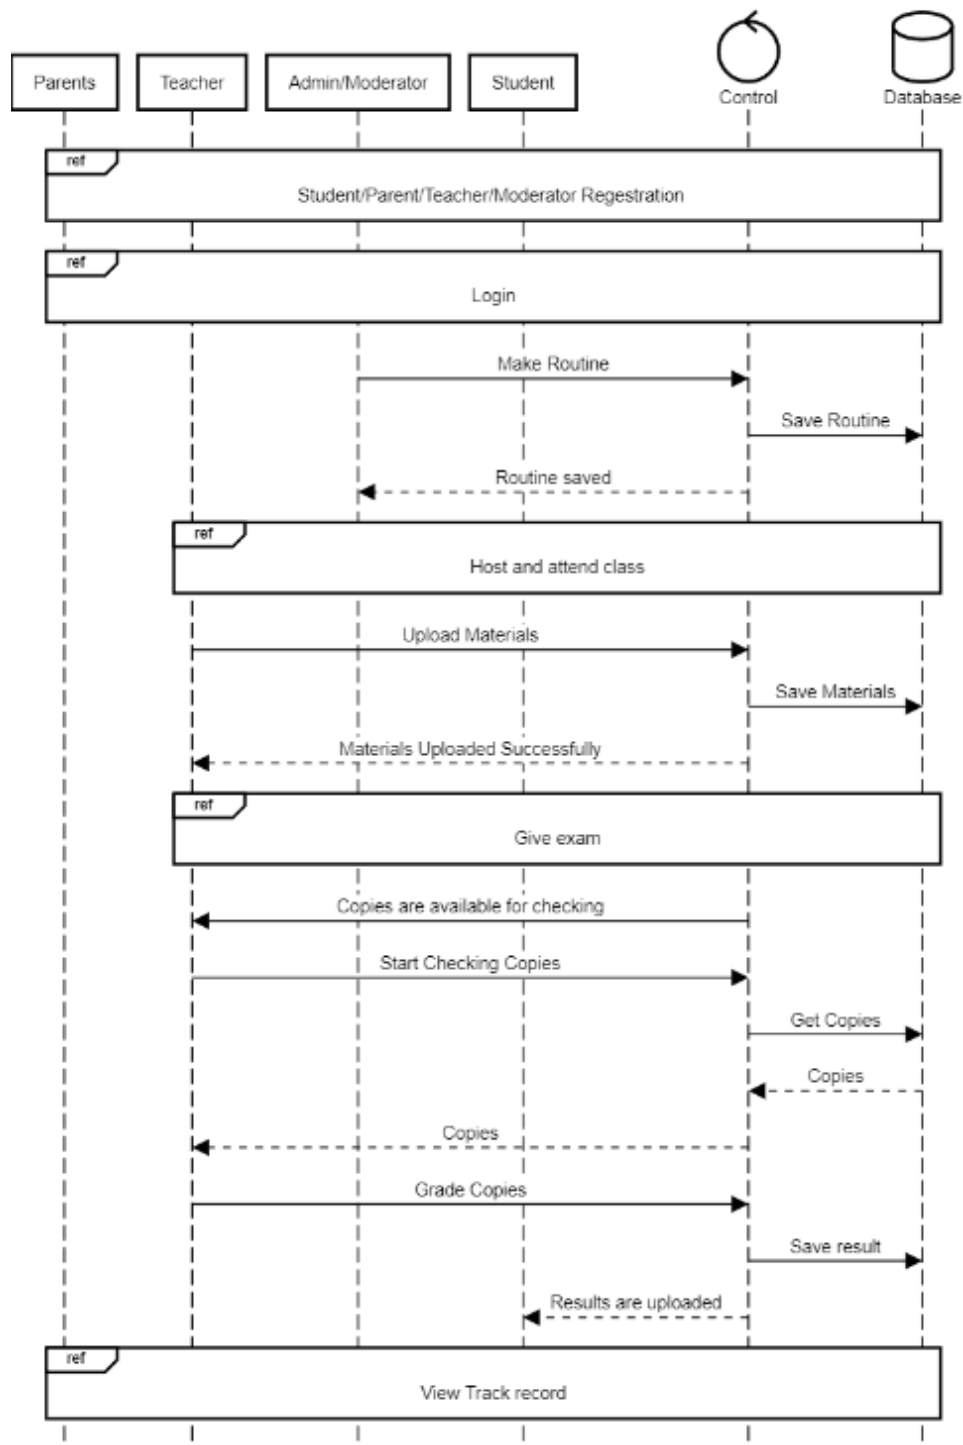 Parents
Teacher
Admin/Moderator
Student
Control
Database
ref
Student/Parent/Teacher/Moderator Regestration
ref
Login
Make Routine
Save Routine
Routine saved
ref
Host and attend class
Upload Materials
Save Materials
Materials Uploaded Successfully
ref
Give exam
Copies are available for checking
Start Checking Copies
Get Copies
Copies
Copies
Grade Copies
Save result
Results are uploaded
ref
View Track record